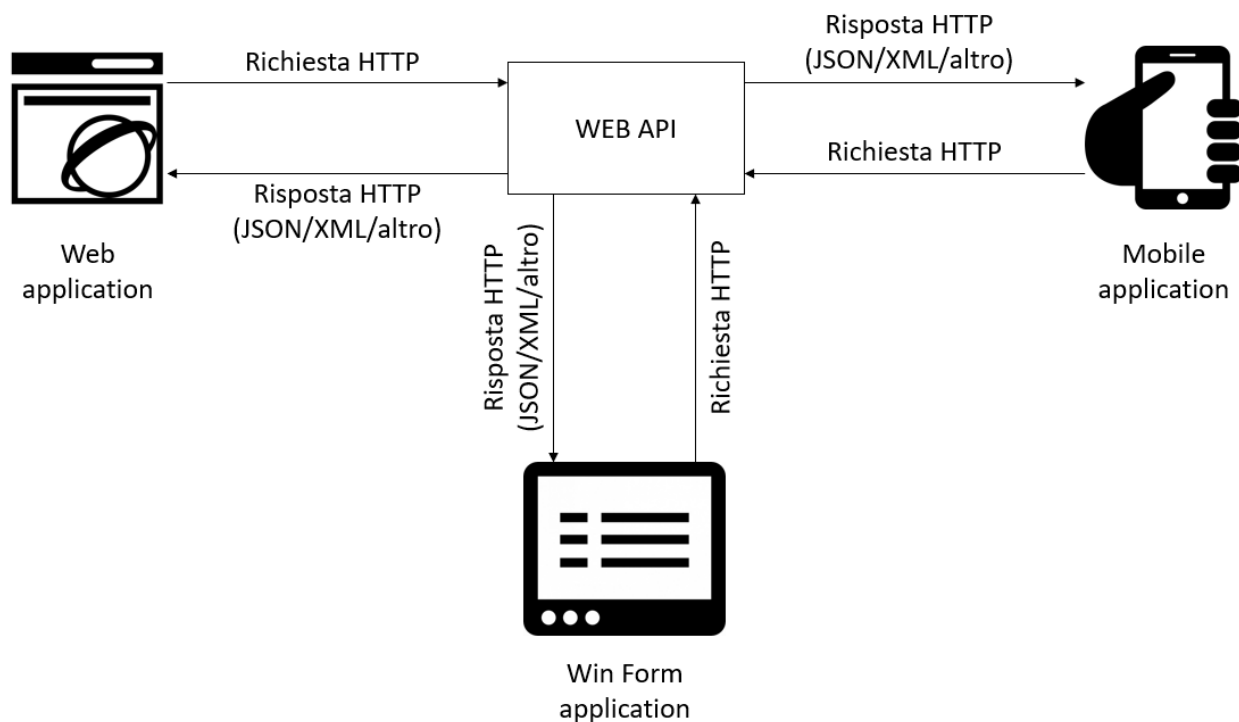 Richiesta HTTP
Risposta HTTP
(JSON/XML/altro)
WEB API
Richiesta HTTP
Risposta HTTP
(JSON/XML/altro)
Web
application
Mobile
application
Risposta HTTP
(JSON/XML/altro)
Richiesta HTTP
Win Form
application